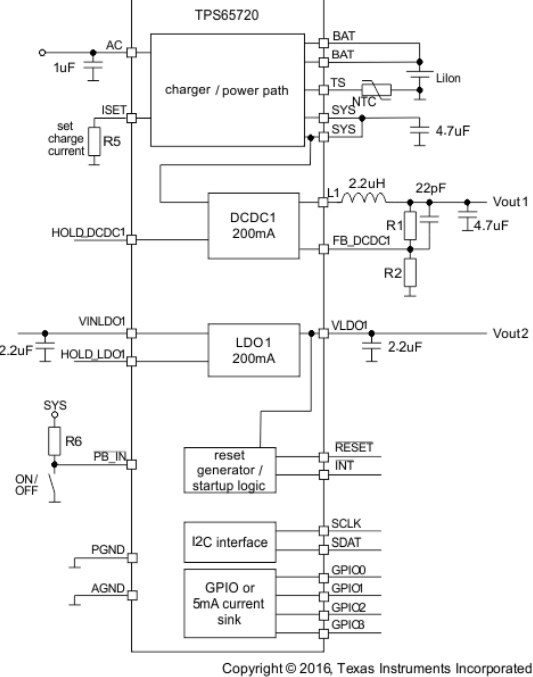 TPS65720
AC
1uF
ISET
set
charge
current
R5
charger / power path
BAT
BAT
LiIon
TS
NTC
SYS
SYS
4.7uF
HOLD_DCDC1
DCDC1
200mA
L1
2.2uH
22pF
Vout1
R1
4.7uF
FB_DCDC1
R2
VINLDO1
2.2uF
HOLD_LDO1
LDO1
200mA
VLDO1
Vout2
2.2uF
SYS
R6
PB_IN
ON/
OFF
reset
generator /
startup logic
RESET
INT
PGND
I2C interface
SCLK
SDAT
AGND
GPIO or
5mA current
sink
GPIO0
GPIO1
GPIO2
GPIO3
Copyright © 2016, Texas Instruments Incorporated